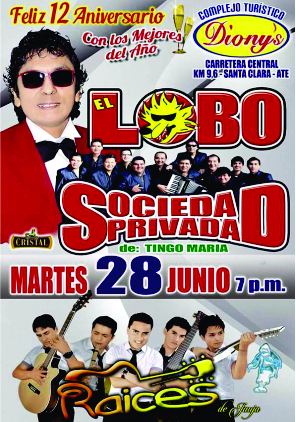 Feliz 12 Aniversario
Con los Mejores
del Año
COMPLEJO TURISTICO
Dionys
CARRETERA CENTRAL
KM 9.6 - SANTA CLARA - ATE
EL LOBO
SOCIEDAD
PRIVADA
de: TINGO MARIA
CRISTAL
MARTES 28 JUNIO 7 p.m.
Raices
de Jauja